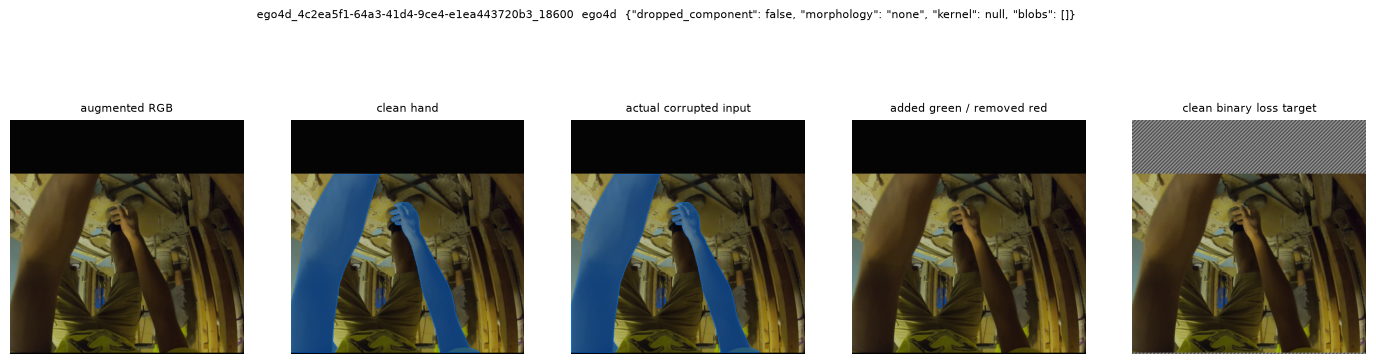 ego4d_4c2ea5f1-64a3-41d4-9ce4-e1ea443720b3_18600  ego4d  {"dropped_component": false, "morphology": "none", "kernel": null, "blobs": []}
augmented RGB
clean hand
actual corrupted input
added green / removed red
clean binary loss target